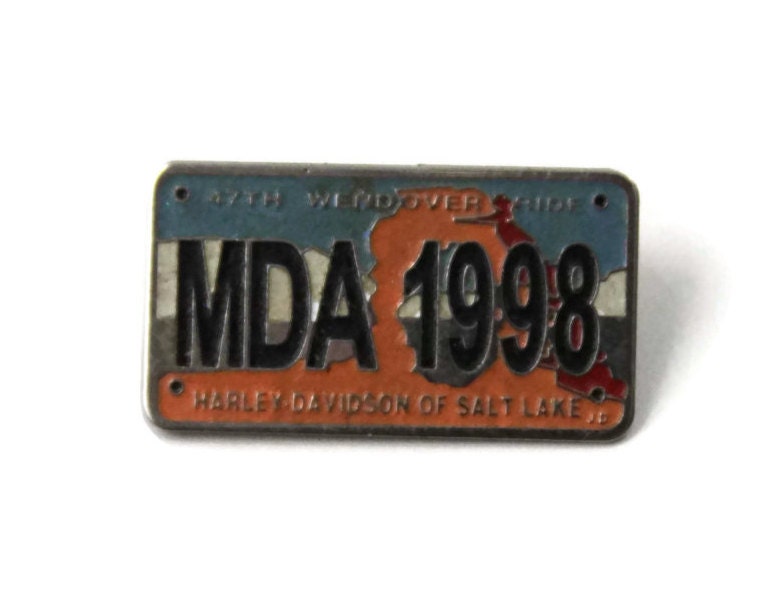 47TH WENDOVER RIDE
MDA 1998
HARLEY-DAVIDSON OF SALT LAKE
J.D